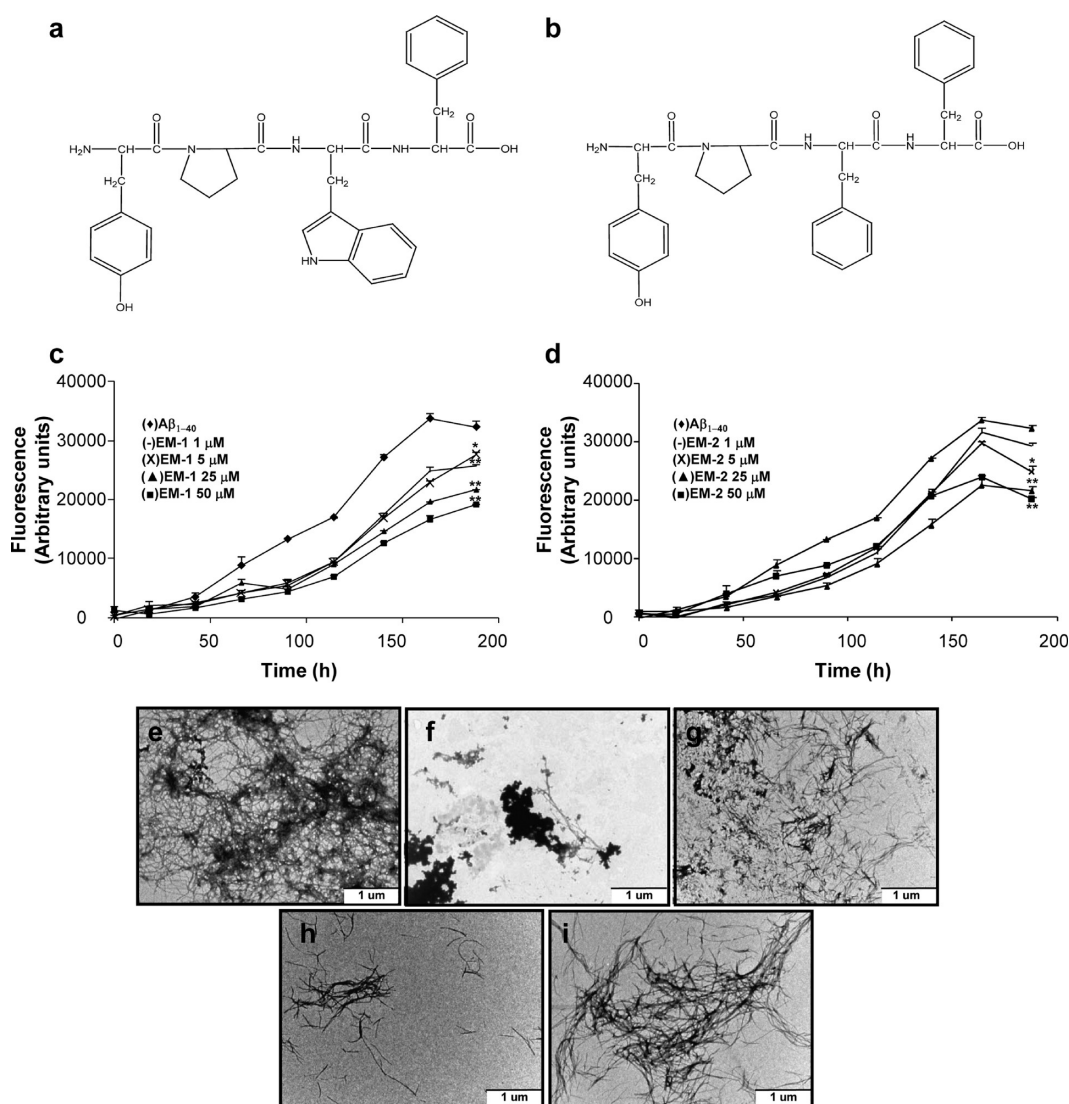 a
b
O
O
O
O
CH₂
H₂N
CH
C
N
C
H
N
CH
C
NH
CH
C
OH
H₂C
CH₂
HN
OH
O
O
O
O
CH₂
H₂N
CH
C
N
C
NH
CH
C
NH
CH
C
OH
CH₂
CH₂
OH
c
40000
30000
20000
10000
0
Fluorescence
(Arbitrary units)
(♦)Aβ₁₋₄₀
(-)EM-1 1 μM
(X)EM-1 5 μM
(▲)EM-1 25 μM
(■)EM-1 50 μM
*
**
**
**
0 50 100 150 200
Time (h)
d
40000
30000
20000
10000
0
Fluorescence
(Arbitrary units)
(♦)Aβ₁₋₄₀
(-)EM-2 1 μM
(X)EM-2 5 μM
(▲)EM-2 25 μM
(■)EM-2 50 μM
*
**
**
0 50 100 150 200
Time (h)
e
1 um
f
1 um
g
1 um
h
1 um
i
1 um